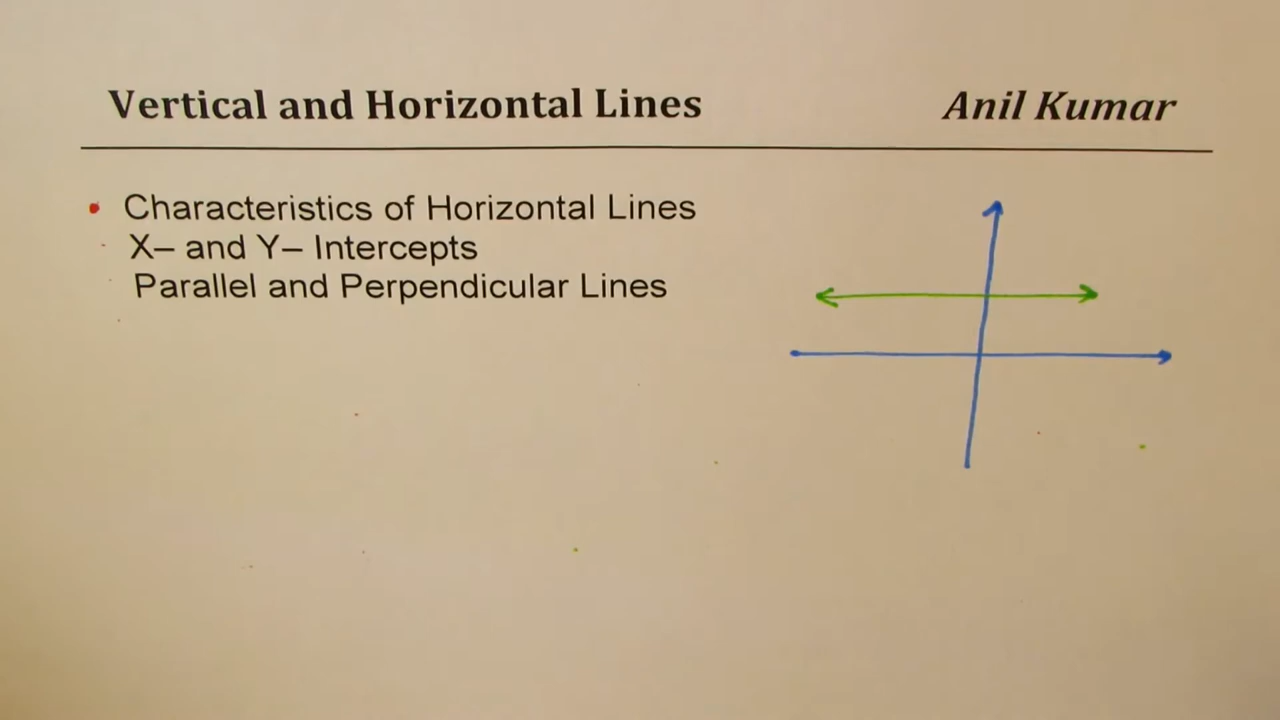 Vertical and Horizontal Lines Anil Kumar
• Characteristics of Horizontal Lines
X– and Y– Intercepts
Parallel and Perpendicular Lines